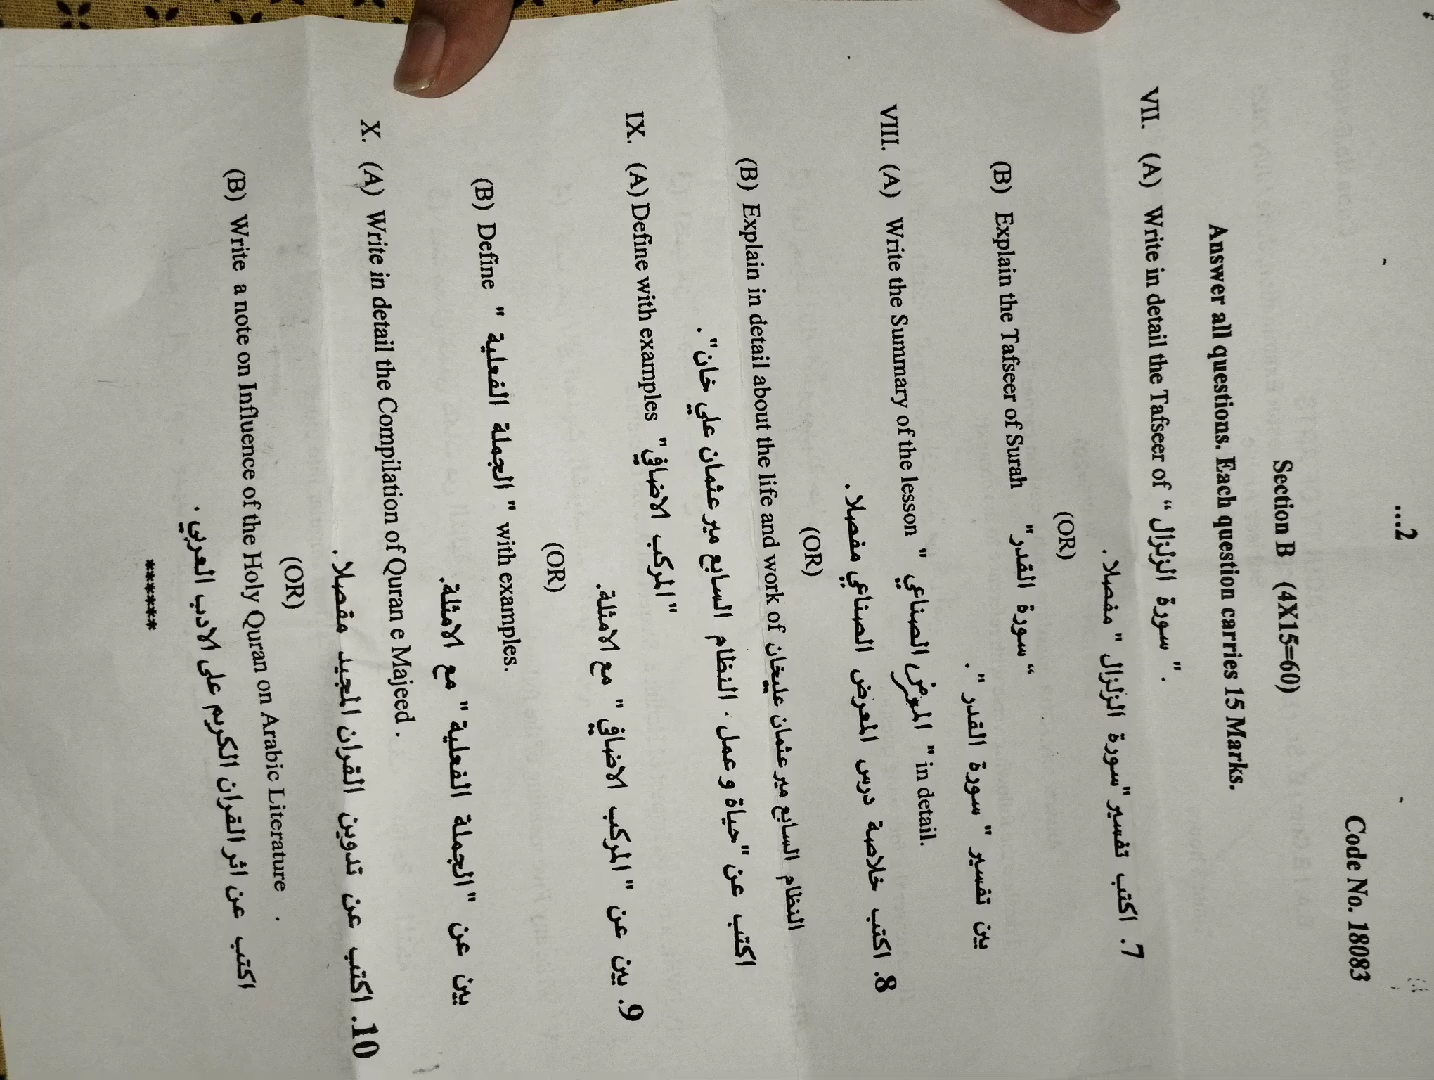 ...2
Code No. 18083
Section B (4X15=60)
Answer all questions. Each question carries 15 Marks.
VII. (A) Write in detail the Tafseer of “ سورة الزلزال ".
7. اكتب تفسير "سورة الزلزال " مفصلا .
(OR)
(B) Explain the Tafseer of Surah "سورة القدر “
بين تفسير " سورة القدر ".
VIII. (A) Write the Summary of the lesson " المعرض الصناعي " in detail.
8. اكتب خلاصة درس المعرض الصناعي مفصلا .
(OR)
(B) Explain in detail about the life and work of النظام السابع مير عثمان عليخان
اكتب عن "حياة و عمل . النظام السابع مير عثمان علي خان".
IX. (A) Define with examples "المركب الاضافي"
9. بين عن " المركب الاضافي" مع الامثلة.
(OR)
(B) Define " الجملة الفعلية " with examples.
بين عن "الجملة الفعلية" مع الامثلة.
X. (A) Write in detail the Compilation of Quran e Majeed .
10. اكتب عن تدوين القران المجيد مفصلا .
(OR)
(B) Write a note on Influence of the Holy Quran on Arabic Literature .
اكتب عن اثر القران الكريم على الادب العربي .
******